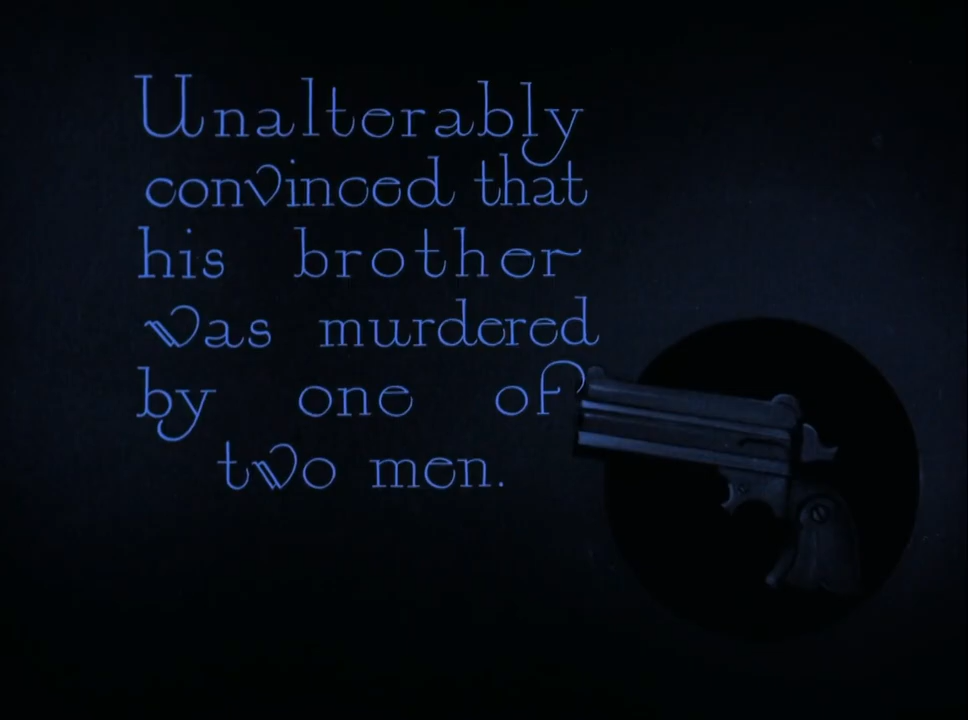 Unalterably
convinced that
his brother
was murdered
by one of
two men.